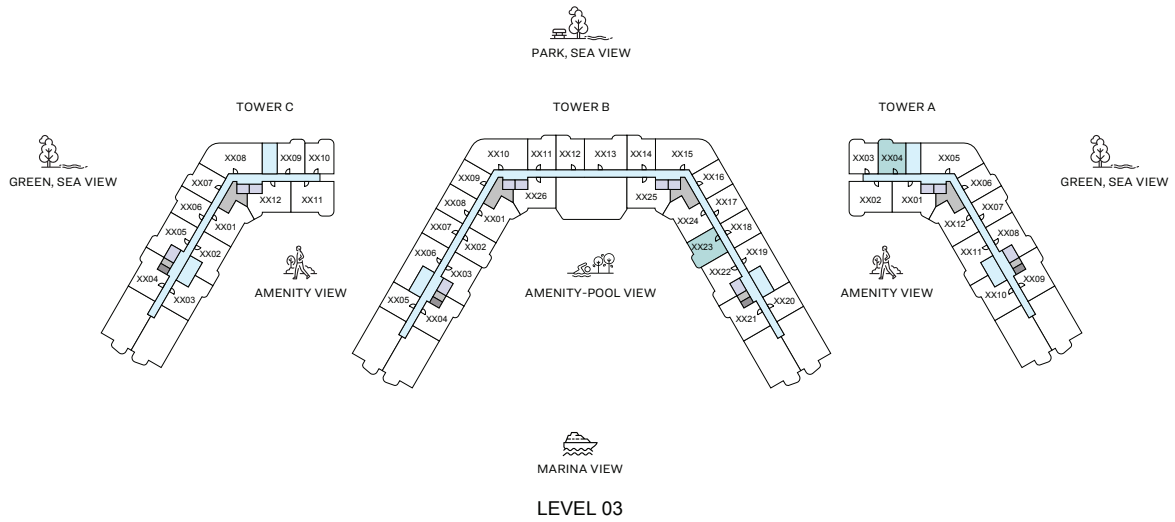 PARK, SEA VIEW
TOWER C
TOWER B
TOWER A
GREEN, SEA VIEW
GREEN, SEA VIEW
XX08
XX09
XX10
XX07
XX12
XX11
XX06
XX01
XX05
XX02
XX04
XX03
XX10
XX11
XX12
XX13
XX14
XX15
XX09
XX26
XX25
XX16
XX08
XX01
XX24
XX17
XX07
XX02
XX23
XX18
XX06
XX03
XX22
XX19
XX05
XX04
XX21
XX20
XX03
XX04
XX05
XX02
XX01
XX06
XX12
XX07
XX11
XX08
XX10
XX09
AMENITY VIEW
AMENITY-POOL VIEW
AMENITY VIEW
MARINA VIEW
LEVEL 03